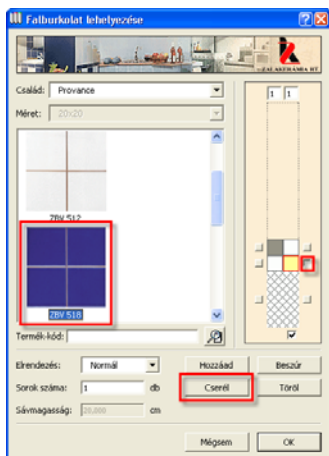 Falburkolat lehelyezése
ZALAKERÁMIA RT
Család: Provance
1 1
Méret: 20x20
ZBV 512
ZBV 518
Termék-kód:
Elrendezés: Normál
Hozzáad Beszúr
Sorok száma: 1 db
Cserél Töröl
Sávmagasság: 20,000 cm
Mégsem OK